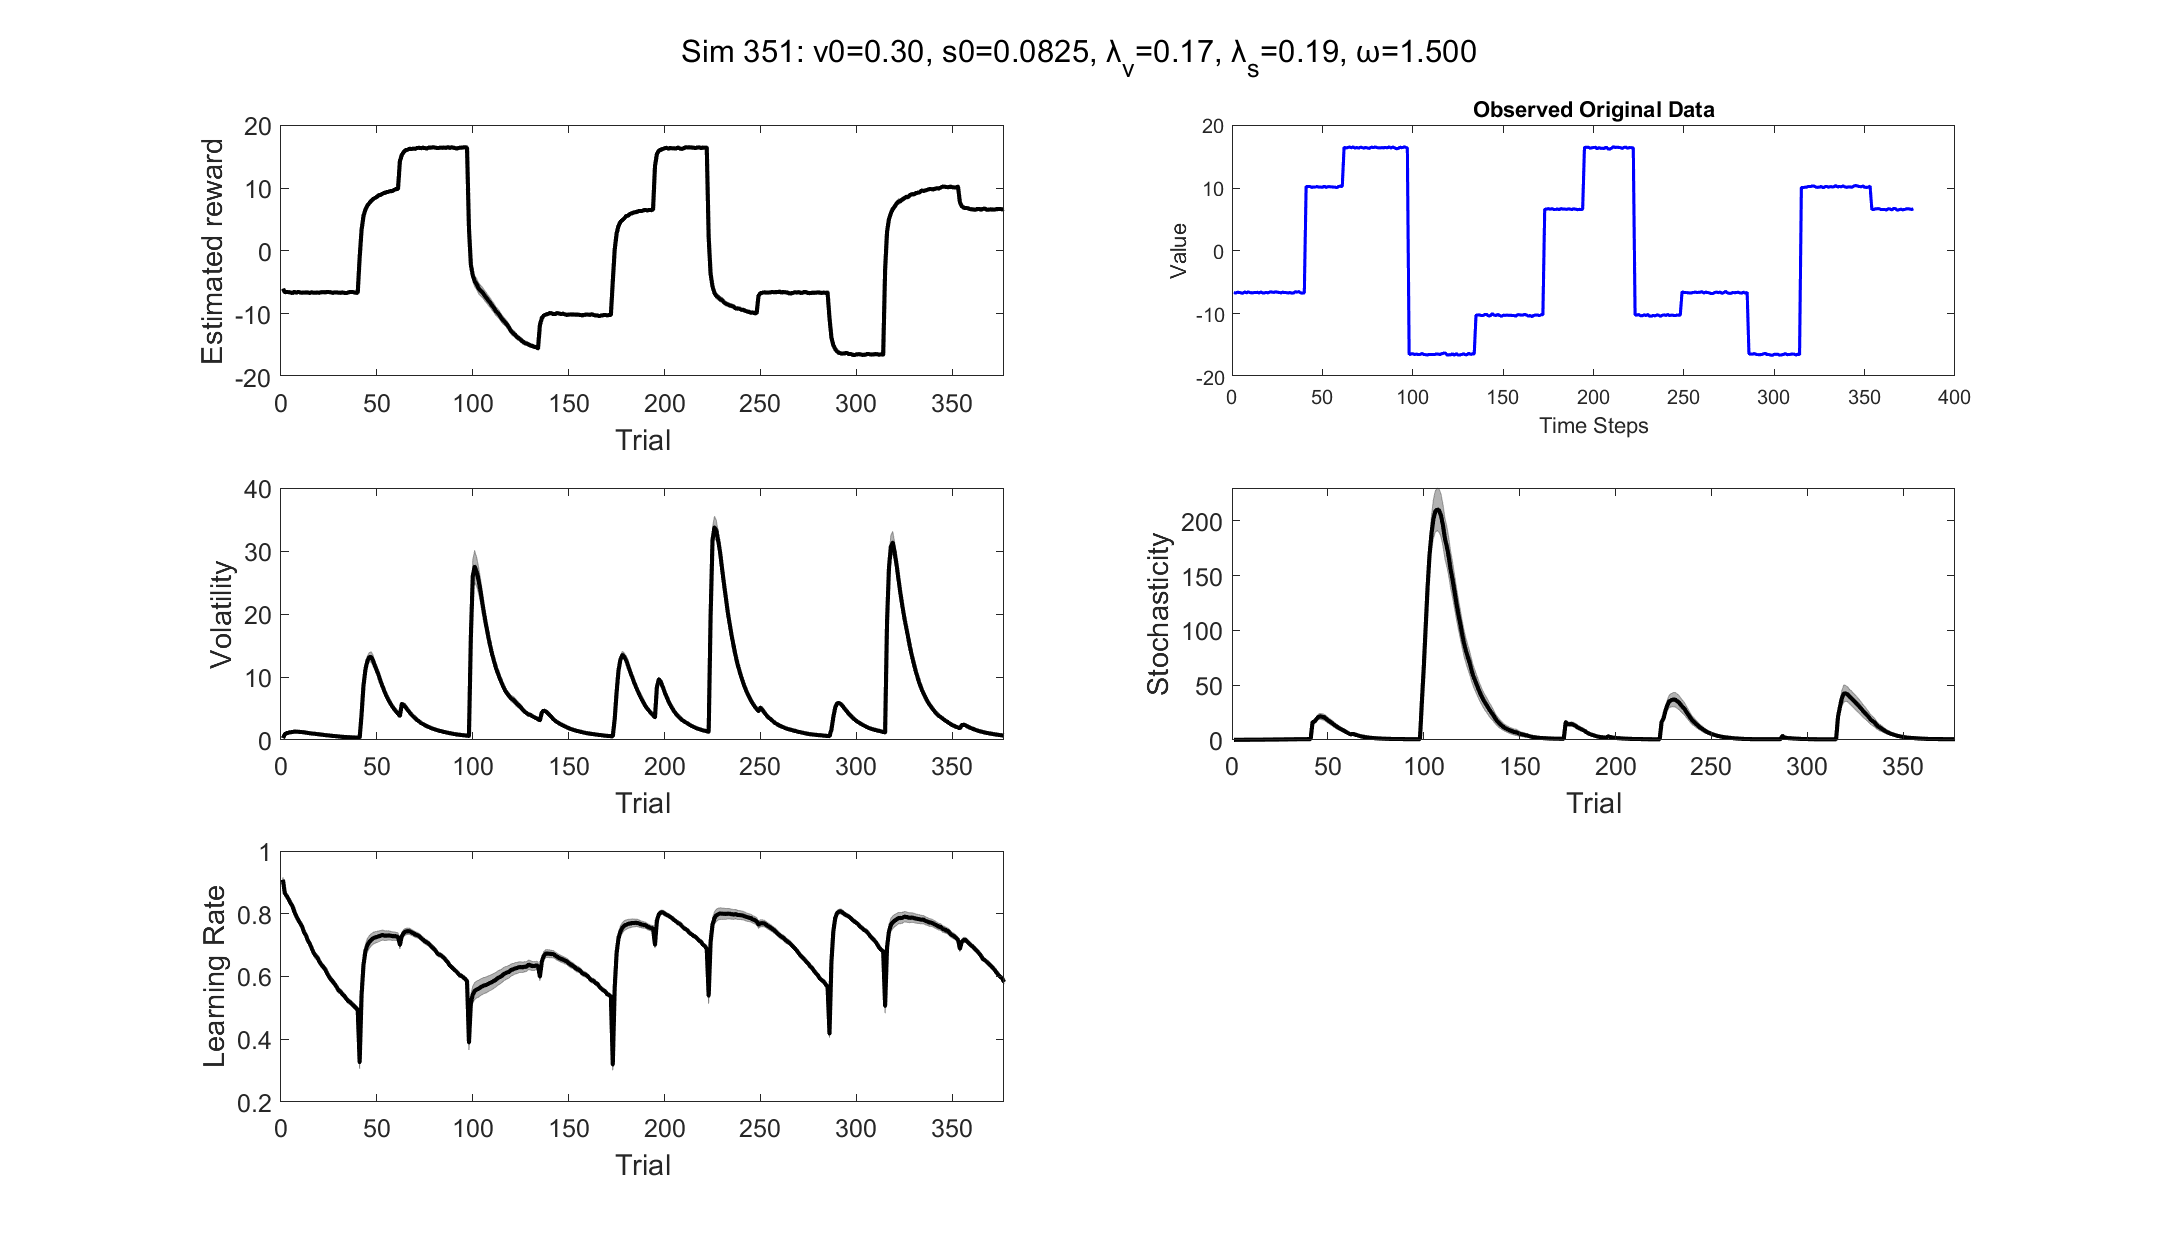 Sim 351: v0=0.30, s0=0.0825, λv=0.17, λs=0.19, ω=1.500
Estimated reward
20
10
0
-10
-20
0 50 100 150 200 250 300 350
Trial
Observed Original Data
Value
20
10
0
-10
-20
0 50 100 150 200 250 300 350 400
Time Steps
Volatility
40
30
20
10
0
0 50 100 150 200 250 300 350
Trial
Stochasticity
200
150
100
50
0
0 50 100 150 200 250 300 350
Trial
Learning Rate
1
0.8
0.6
0.4
0.2
0 50 100 150 200 250 300 350
Trial